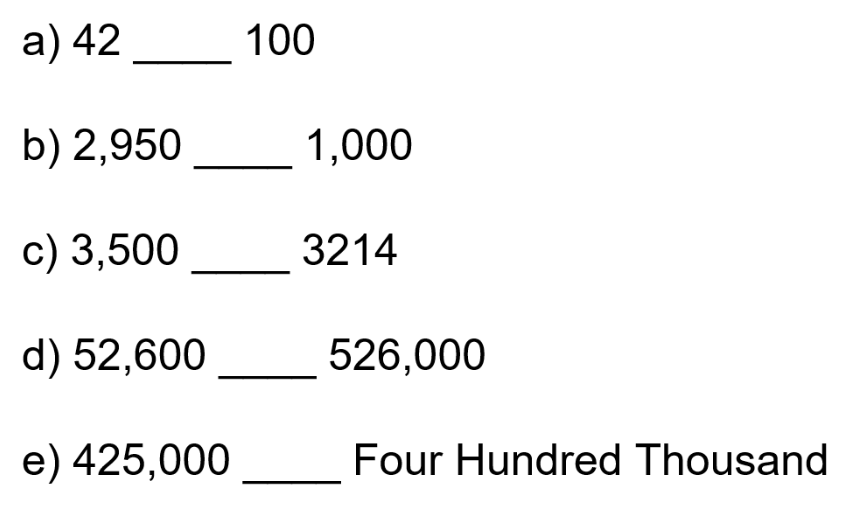 a) 42 ____ 100
b) 2,950 ____ 1,000
c) 3,500 ____ 3214
d) 52,600 ____ 526,000
e) 425,000 ____ Four Hundred Thousand